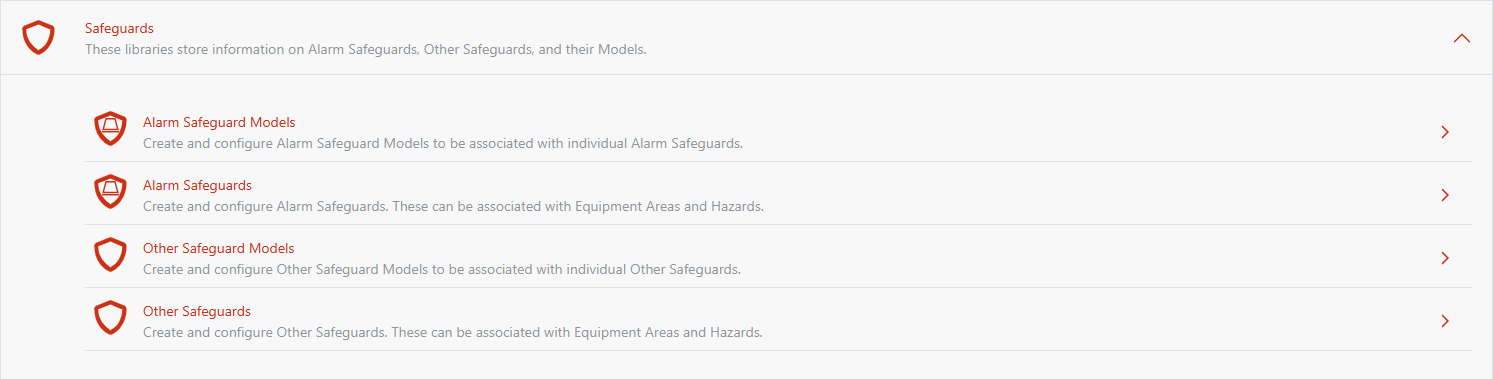 Safeguards
These libraries store information on Alarm Safeguards, Other Safeguards, and their Models.
Alarm Safeguard Models
Create and configure Alarm Safeguard Models to be associated with individual Alarm Safeguards.
Alarm Safeguards
Create and configure Alarm Safeguards. These can be associated with Equipment Areas and Hazards.
Other Safeguard Models
Create and configure Other Safeguard Models to be associated with individual Other Safeguards.
Other Safeguards
Create and configure Other Safeguards. These can be associated with Equipment Areas and Hazards.